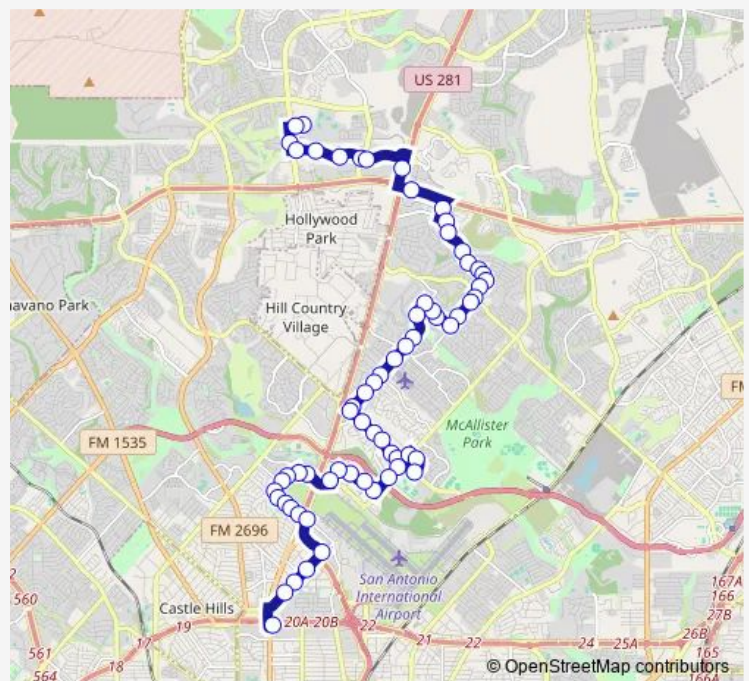 US 281
Hollywood
Park
avano Park
Hill Country
Village
FM 1535
McAllister
Park
FM
FM 2696
San Antonio
International
Airport
Castle Hills
560
561
564
17
18
19
20A 20B
22
21
22
24
25A
26B
27B
167A
166
166A
© OpenStreetMap contributors